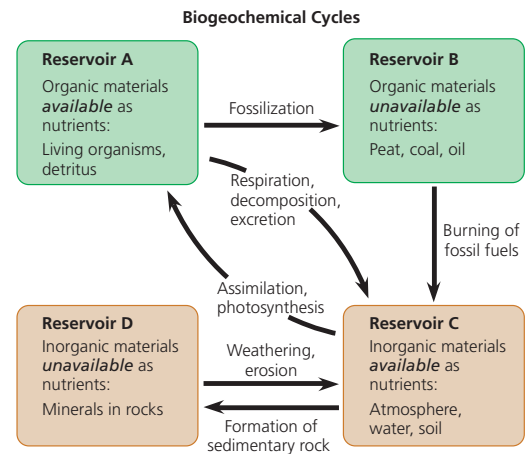 Biogeochemical Cycles
Reservoir A
Organic materials
available as
nutrients:
Living organisms,
detritus
Fossilization
Reservoir B
Organic materials
unavailable as
nutrients:
Peat, coal, oil
Respiration,
decomposition,
excretion
Burning of
fossil fuels
Assimilation,
photosynthesis
Reservoir D
Inorganic materials
unavailable as
nutrients:
Minerals in rocks
Weathering,
erosion
Formation of
sedimentary rock
Reservoir C
Inorganic materials
available as
nutrients:
Atmosphere,
water, soil